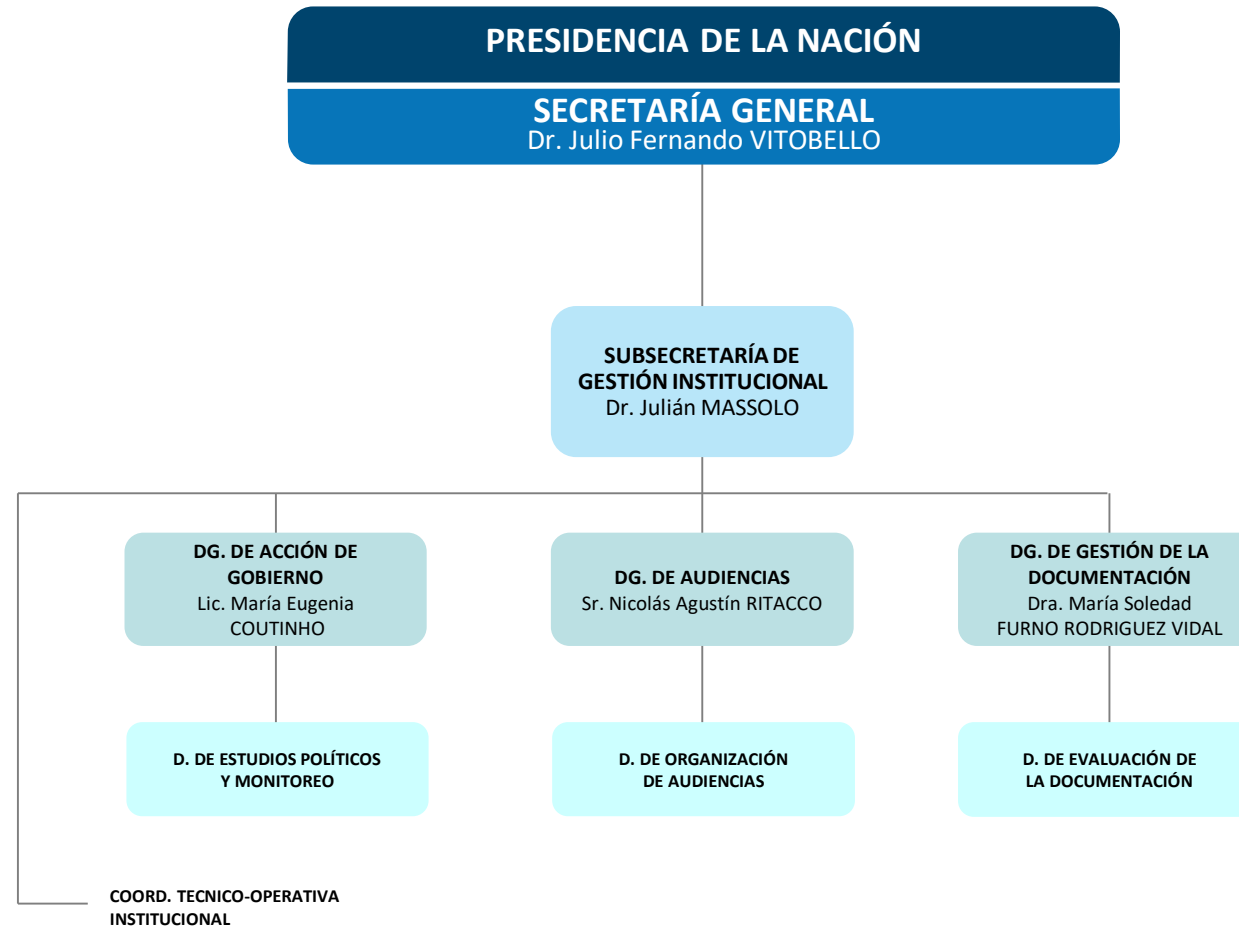 PRESIDENCIA DE LA NACIÓN
SECRETARÍA GENERAL
Dr. Julio Fernando VITOBELLO
SUBSECRETARÍA DE
GESTIÓN INSTITUCIONAL
Dr. Julián MASSOLO
DG. DE ACCIÓN DE
GOBIERNO
Lic. María Eugenia
COUTINHO
DG. DE AUDIENCIAS
Sr. Nicolás Agustín RITACCO
DG. DE GESTIÓN DE LA
DOCUMENTACIÓN
Dra. María Soledad
FURNO RODRIGUEZ VIDAL
D. DE ESTUDIOS POLÍTICOS
Y MONITOREO
D. DE ORGANIZACIÓN
DE AUDIENCIAS
D. DE EVALUACIÓN DE
LA DOCUMENTACIÓN
COORD. TECNICO-OPERATIVA
INSTITUCIONAL